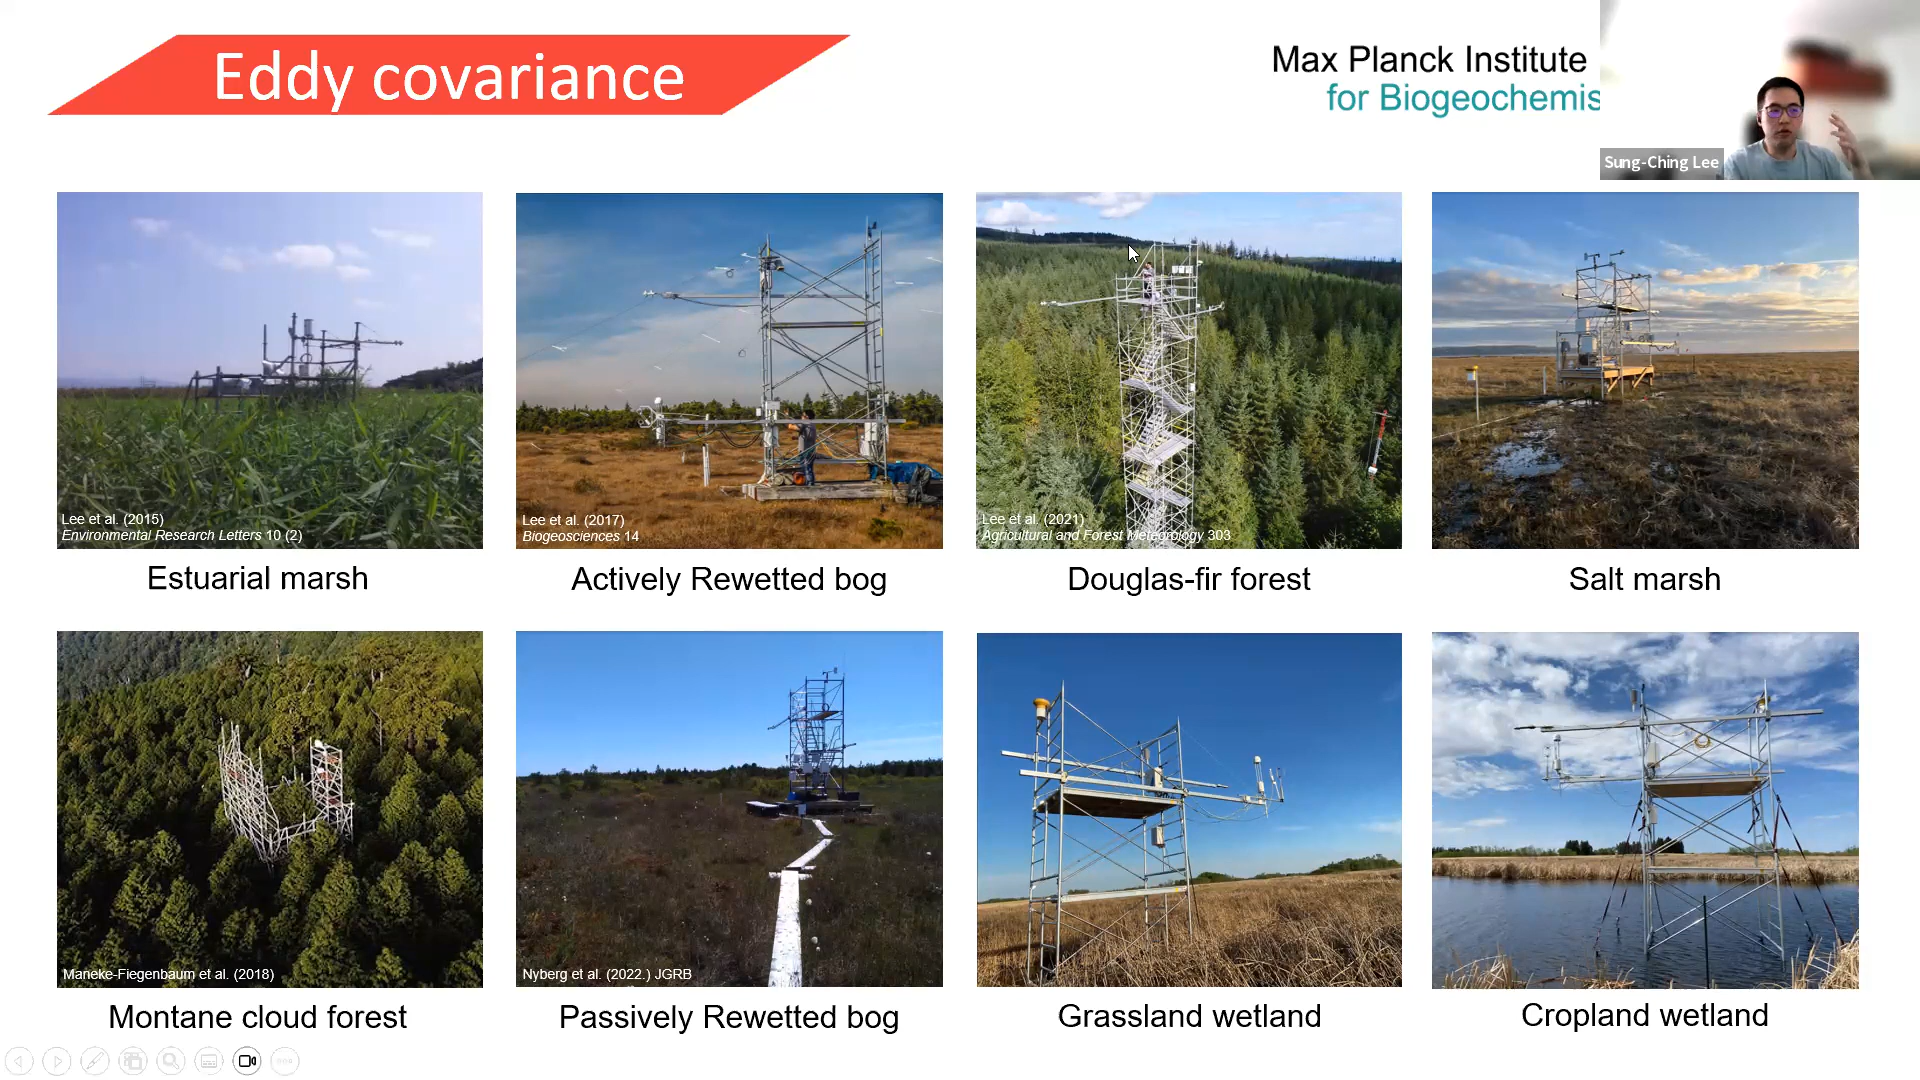 Eddy covariance
Max Planck Institute
for Biogeochemis
Sung-Ching Lee
Lee et al. (2015)
Environmental Research Letters 10 (2)
Estuarial marsh
Lee et al. (2017)
Biogeosciences 14
Actively Rewetted bog
Lee et al. (2021)
Agricultural and Forest Meteorology 303
Douglas-fir forest
Salt marsh
Maneke-Fiegenbaum et al. (2018)
Montane cloud forest
Nyberg et al. (2022.) JGRB
Passively Rewetted bog
Grassland wetland
Cropland wetland